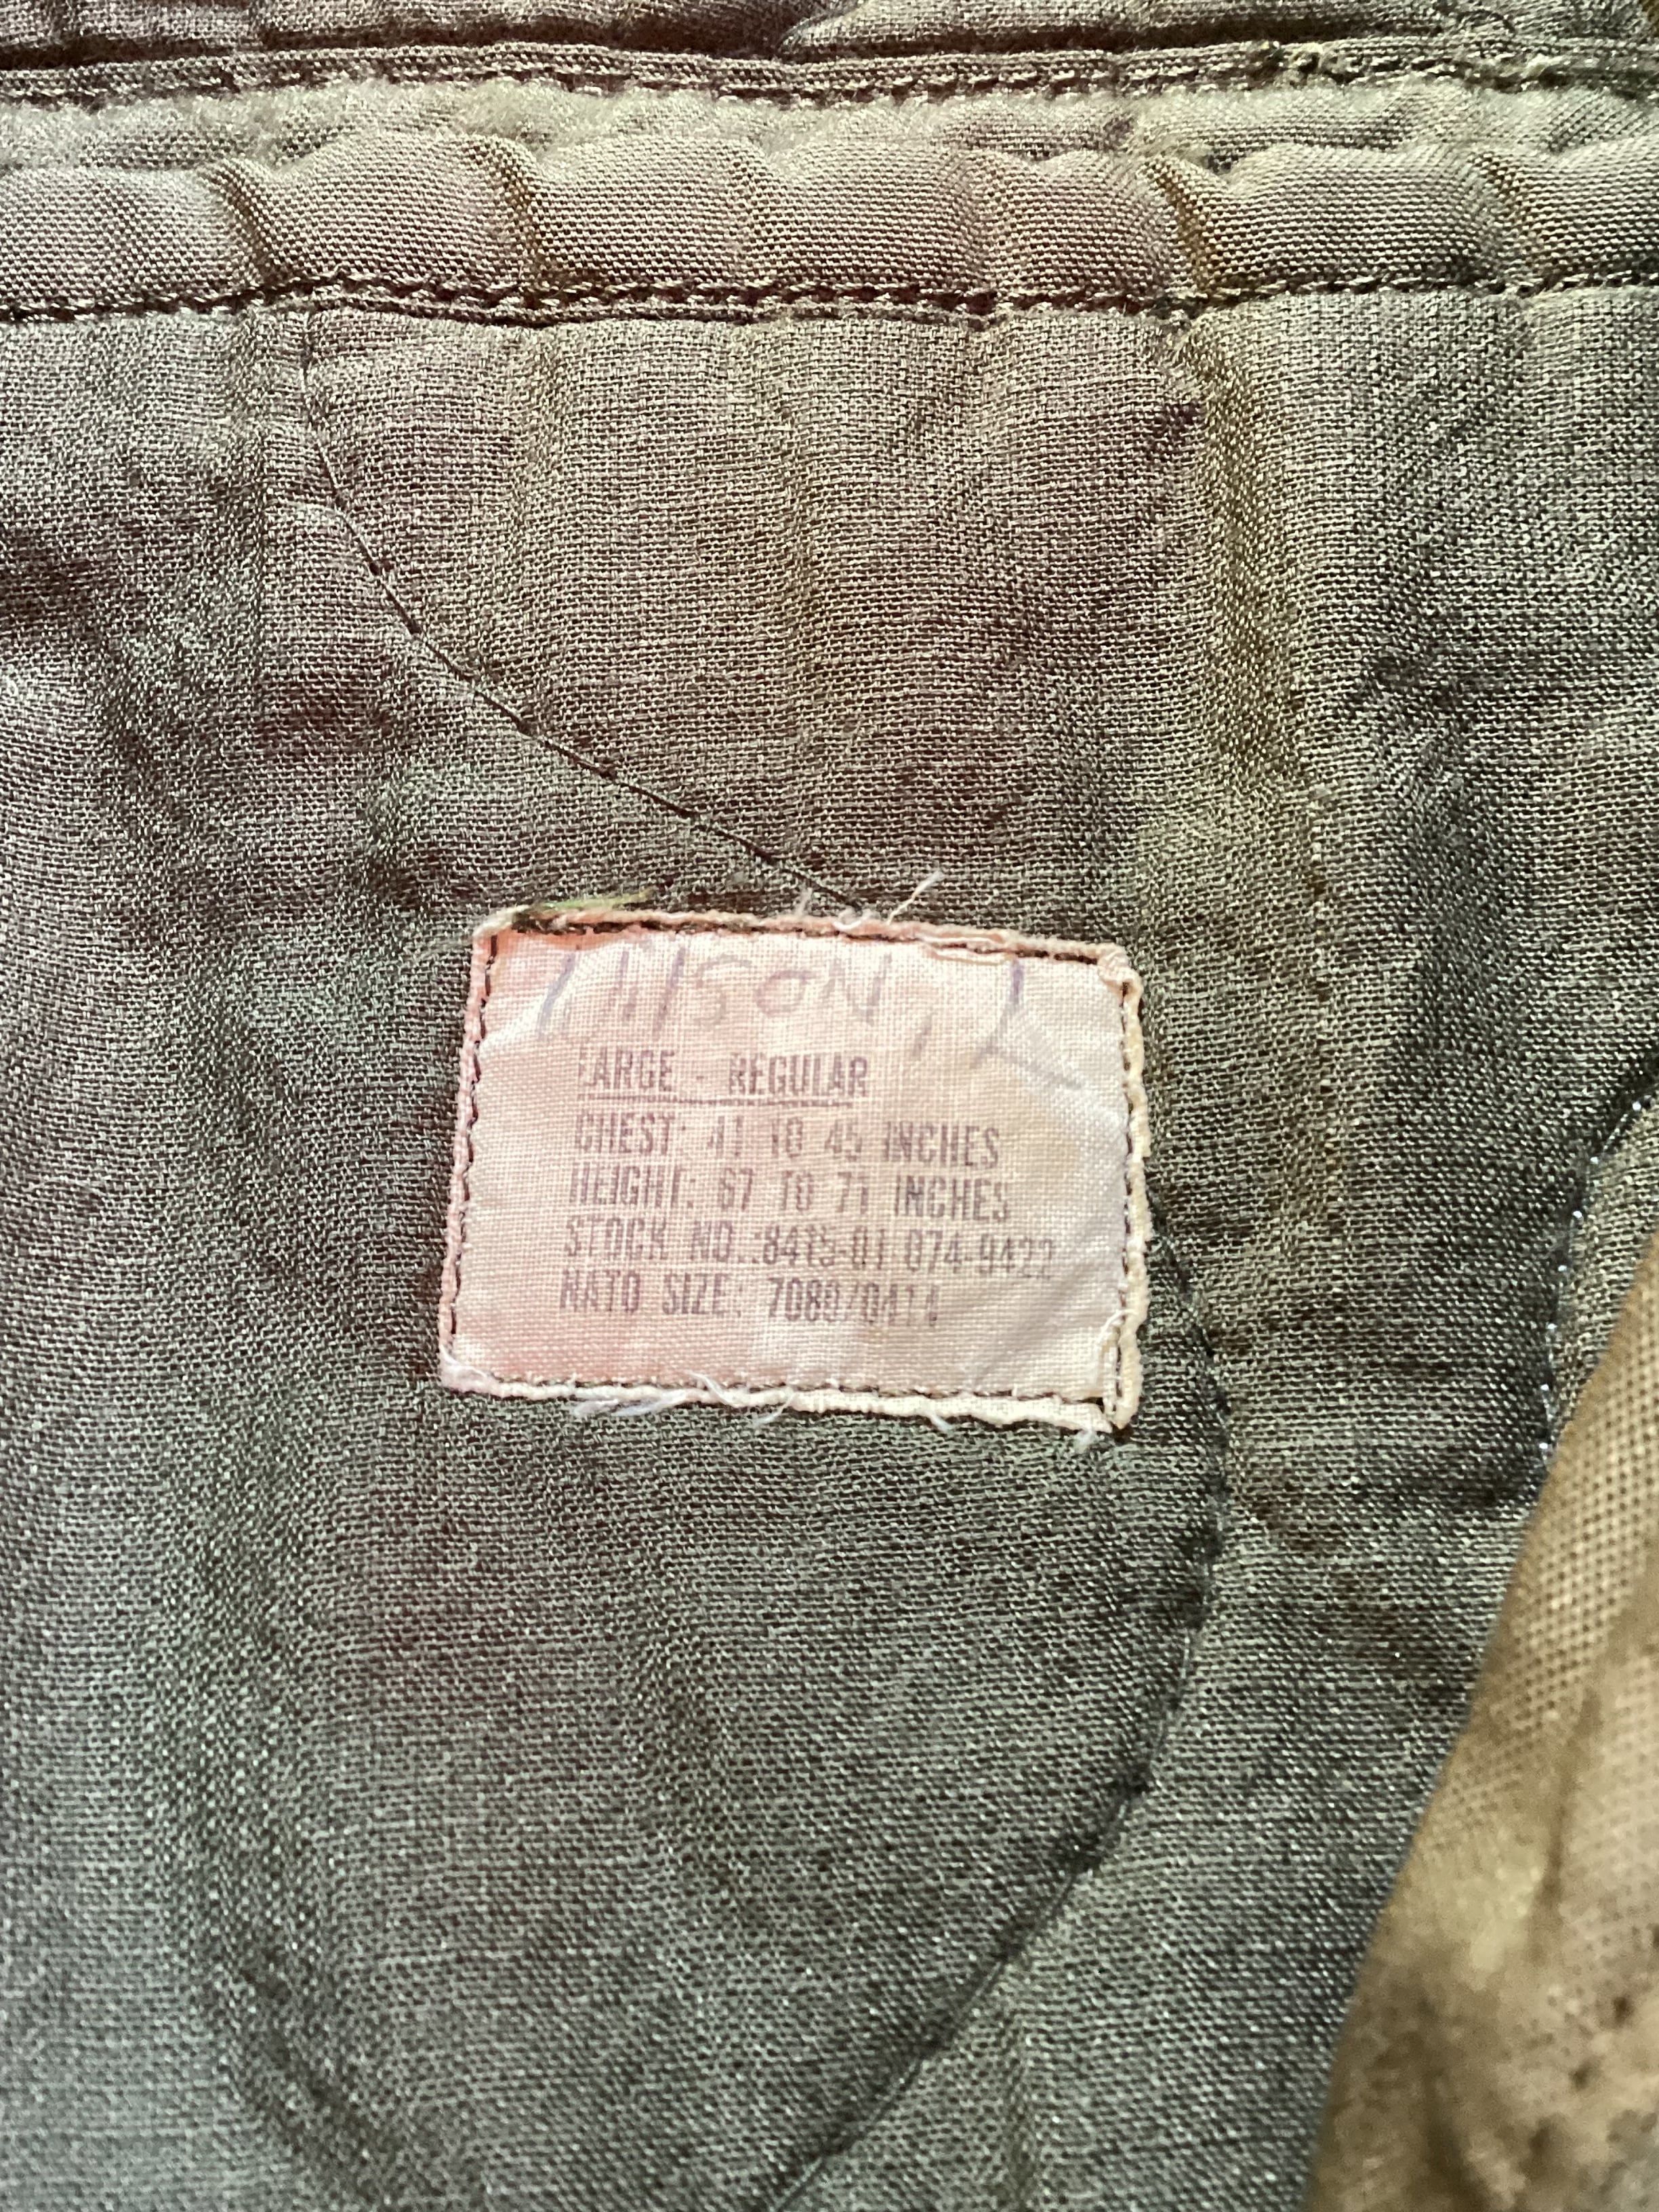 LARGE - REGULAR
CHEST: 41 TO 45 INCHES
HEIGHT: 67 TO 71 INCHES
STOCK NO.:8415-01-074-9422
NATO SIZE: 7080/0414